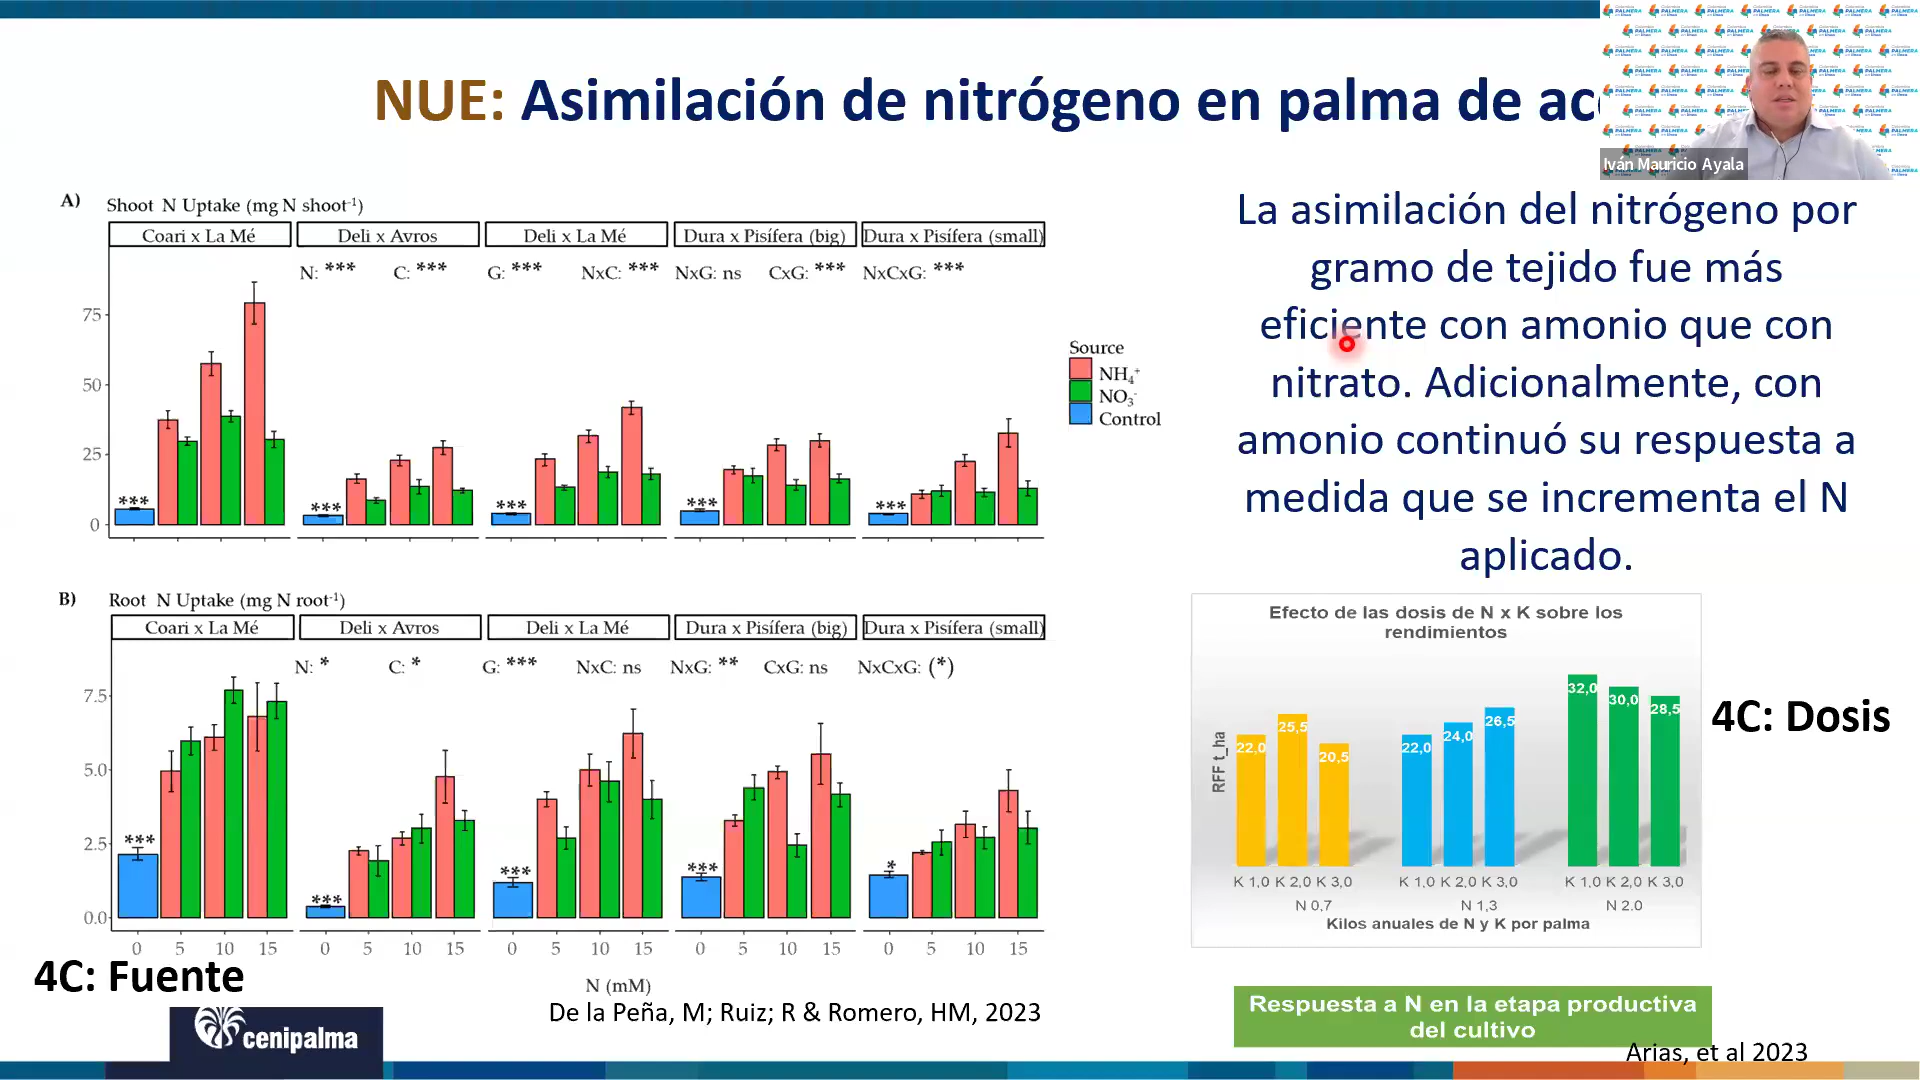 NUE: Asimilación de nitrógeno en palma de ac
Iván Mauricio Ayala
A) Shoot N Uptake (mg N shoot⁻¹)
Coari x La Mé Deli x Avros Deli x La Mé Dura x Pisífera (big) Dura x Pisífera (small)
N: *** C: *** G: *** NxC: *** NxG: ns CxG: *** NxCxG: ***
75
50
25
0
*** *** *** *** ***
Source
NH₄⁺
NO₃⁻
Control
B) Root N Uptake (mg N root⁻¹)
Coari x La Mé Deli x Avros Deli x La Mé Dura x Pisífera (big) Dura x Pisífera (small)
N: * C: * G: *** NxC: ns NxG: ** CxG: ns NxCxG: (*)
7.5
5.0
2.5
0.0
*** *** *** *** *
0 5 10 15 0 5 10 15 0 5 10 15 0 5 10 15 0 5 10 15
N (mM)
4C: Fuente
De la Peña, M; Ruiz; R & Romero, HM, 2023
cenipalma
La asimilación del nitrógeno por
gramo de tejido fue más
eficiente con amonio que con
nitrato. Adicionalmente, con
amonio continuó su respuesta a
medida que se incrementa el N
aplicado.
Efecto de las dosis de N x K sobre los
rendimientos
RFF t_ha
22,0 25,5 20,5 22,0 24,0 26,5 32,0 30,0 28,5
K 1,0 K 2,0 K 3,0 K 1,0 K 2,0 K 3,0 K 1,0 K 2,0 K 3,0
N 0,7 N 1,3 N 2.0
Kilos anuales de N y K por palma
4C: Dosis
Respuesta a N en la etapa productiva
del cultivo
Arias, et al 2023